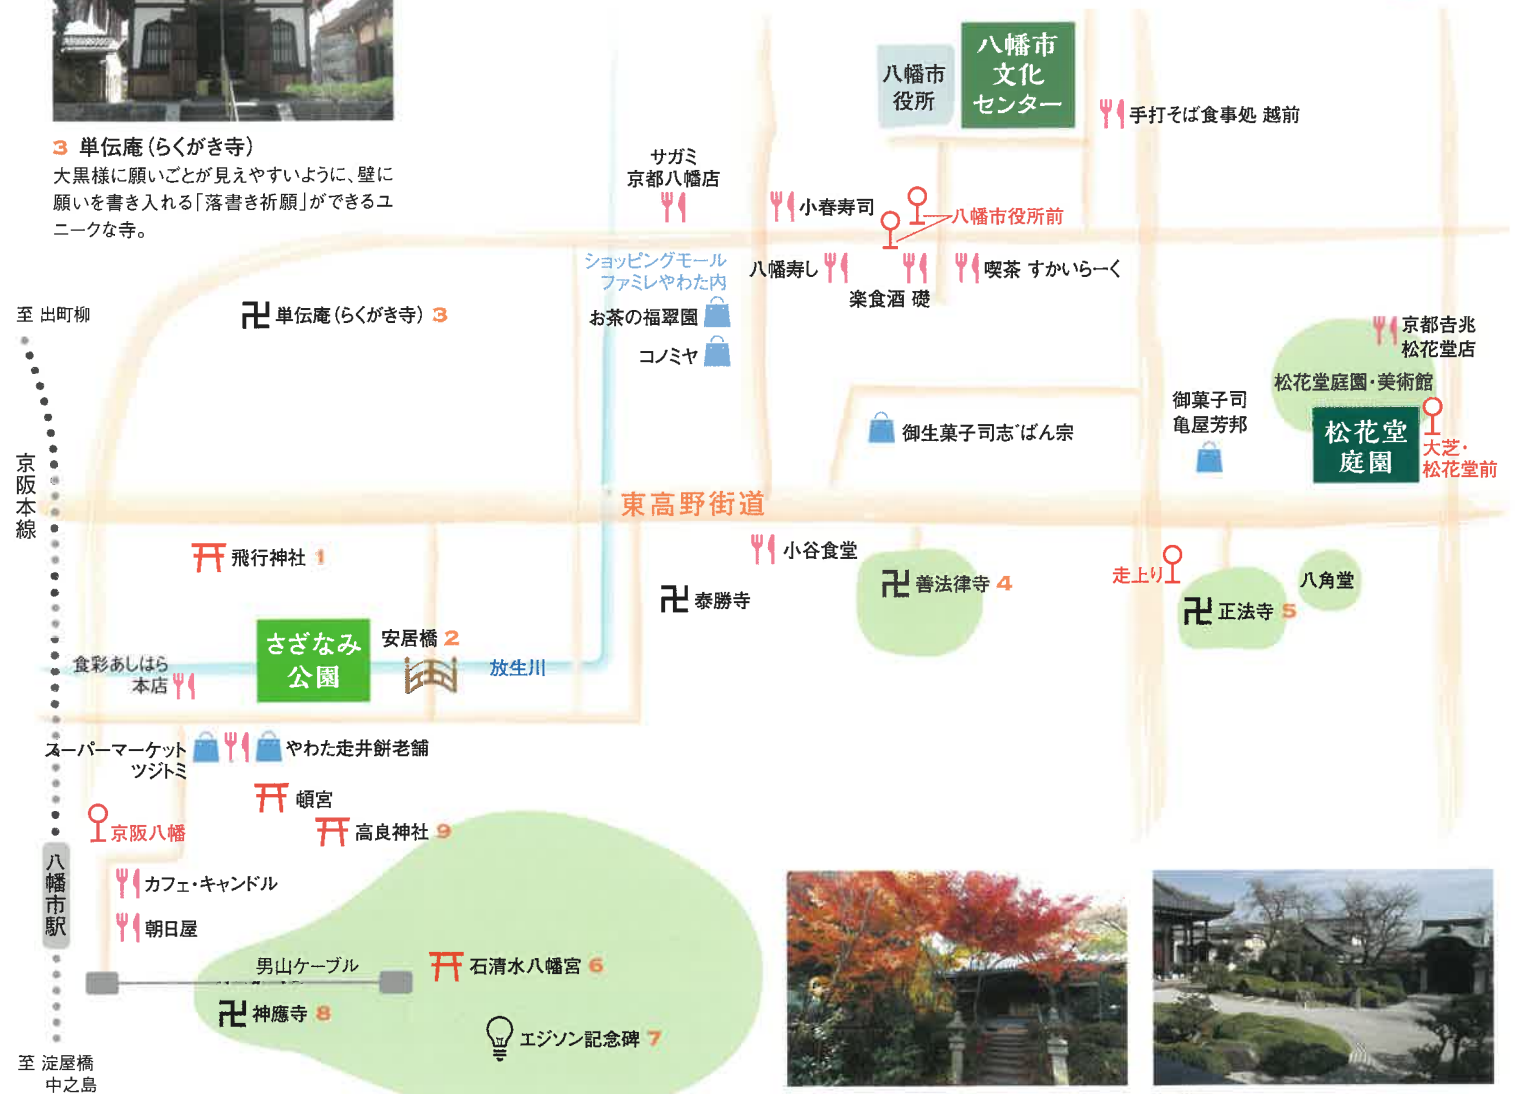 3 単伝庵(らくがき寺)
大黒様に願いごとが見えやすいように、壁に
願いを書き入れる「落書き祈願」ができるユ
ニークな寺。
八幡市
役所
八幡市
文化
センター
手打そば食事処 越前
サガミ
京都八幡店
小春寿司
八幡市役所前
ショッピングモール
ファミレやわた内
八幡寿し
喫茶 すかいらーく
楽食酒 礎
お茶の福翠園
コノミヤ
至 出町柳
単伝庵(らくがき寺) 3
京都𠮷兆
松花堂店
松花堂庭園・美術館
御菓子司
亀屋芳邦
松花堂
庭園
大芝・
松花堂前
御生菓子司志ばん宗
京阪本線
東高野街道
飛行神社 1
小谷食堂
泰勝寺
善法律寺 4
走上り
正法寺 5
八角堂
さざなみ
公園
安居橋 2
放生川
食彩あしはら
本店
スーパーマーケット
ツジトミ
やわた走井餅老舗
頓宮
高良神社 9
京阪八幡
八幡市駅
カフェ・キャンドル
朝日屋
男山ケーブル
石清水八幡宮 6
神應寺 8
エジソン記念碑 7
至 淀屋橋
中之島